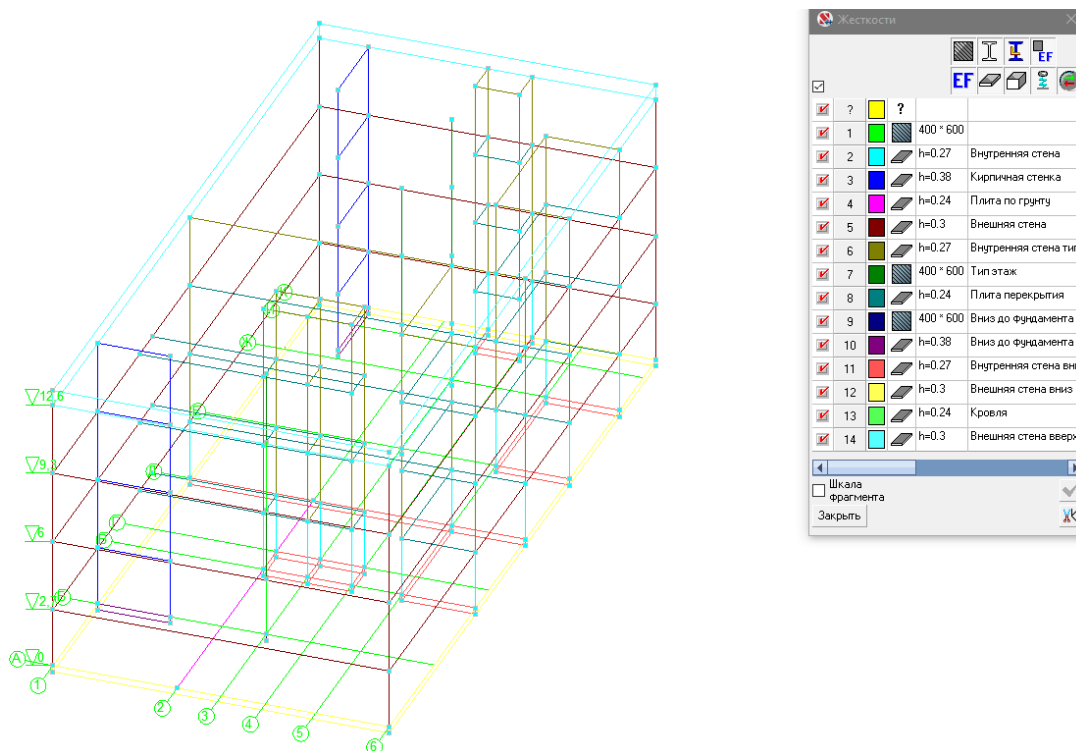 Жесткости
EF
EF
? ?
1 400 * 600
2 h=0.27 Внутренняя стена
3 h=0.38 Кирпичная стенка
4 h=0.24 Плита по грунту
5 h=0.3 Внешняя стена
6 h=0.27 Внутренняя стена тип
7 400 * 600 Тип этаж
8 h=0.24 Плита перекрытия
9 400 * 600 Вниз до фундамента
10 h=0.38 Вниз до фундамента
11 h=0.27 Внутренняя стена вни
12 h=0.3 Внешняя стена вниз
13 h=0.24 Кровля
14 h=0.3 Внешняя стена вверх
Шкала
фрагмента
Закрыть
Ж
12.6
9.3
6
2.
Б
А
0
1
2
3
4
5
6